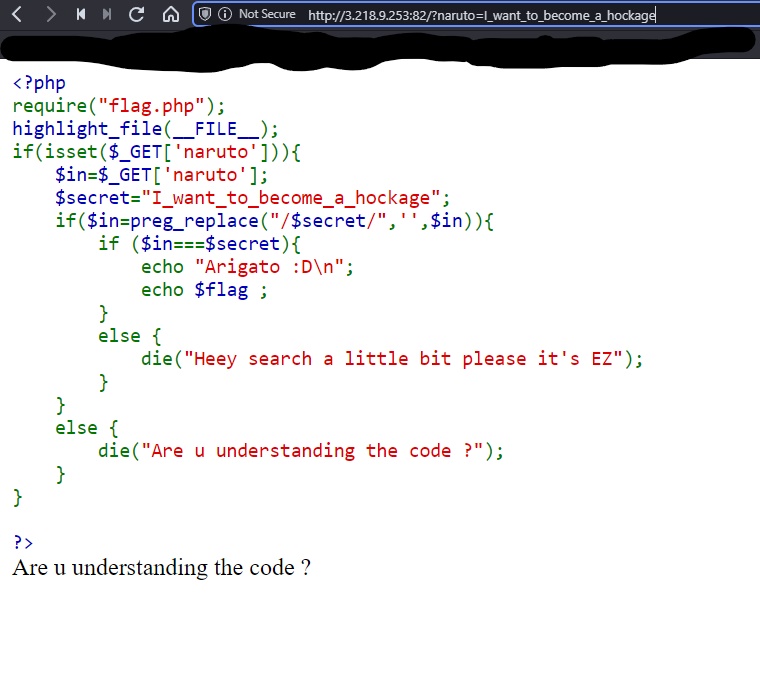 Not Secure http://3.218.9.253:82/?naruto=I_want_to_become_a_hockage
<?php
require("flag.php");
highlight_file(__FILE__);
if(isset($_GET['naruto'])){
    $in=$_GET['naruto'];
    $secret="I_want_to_become_a_hockage";
    if($in=preg_replace("/$secret/",'',$in)){
        if ($in===$secret){
            echo "Arigato :D\n";
            echo $flag ;
        }
        else {
            die("Heey search a little bit please it's EZ");
        }
    }
    else {
        die("Are u understanding the code ?");
    }
}
?>
Are u understanding the code ?